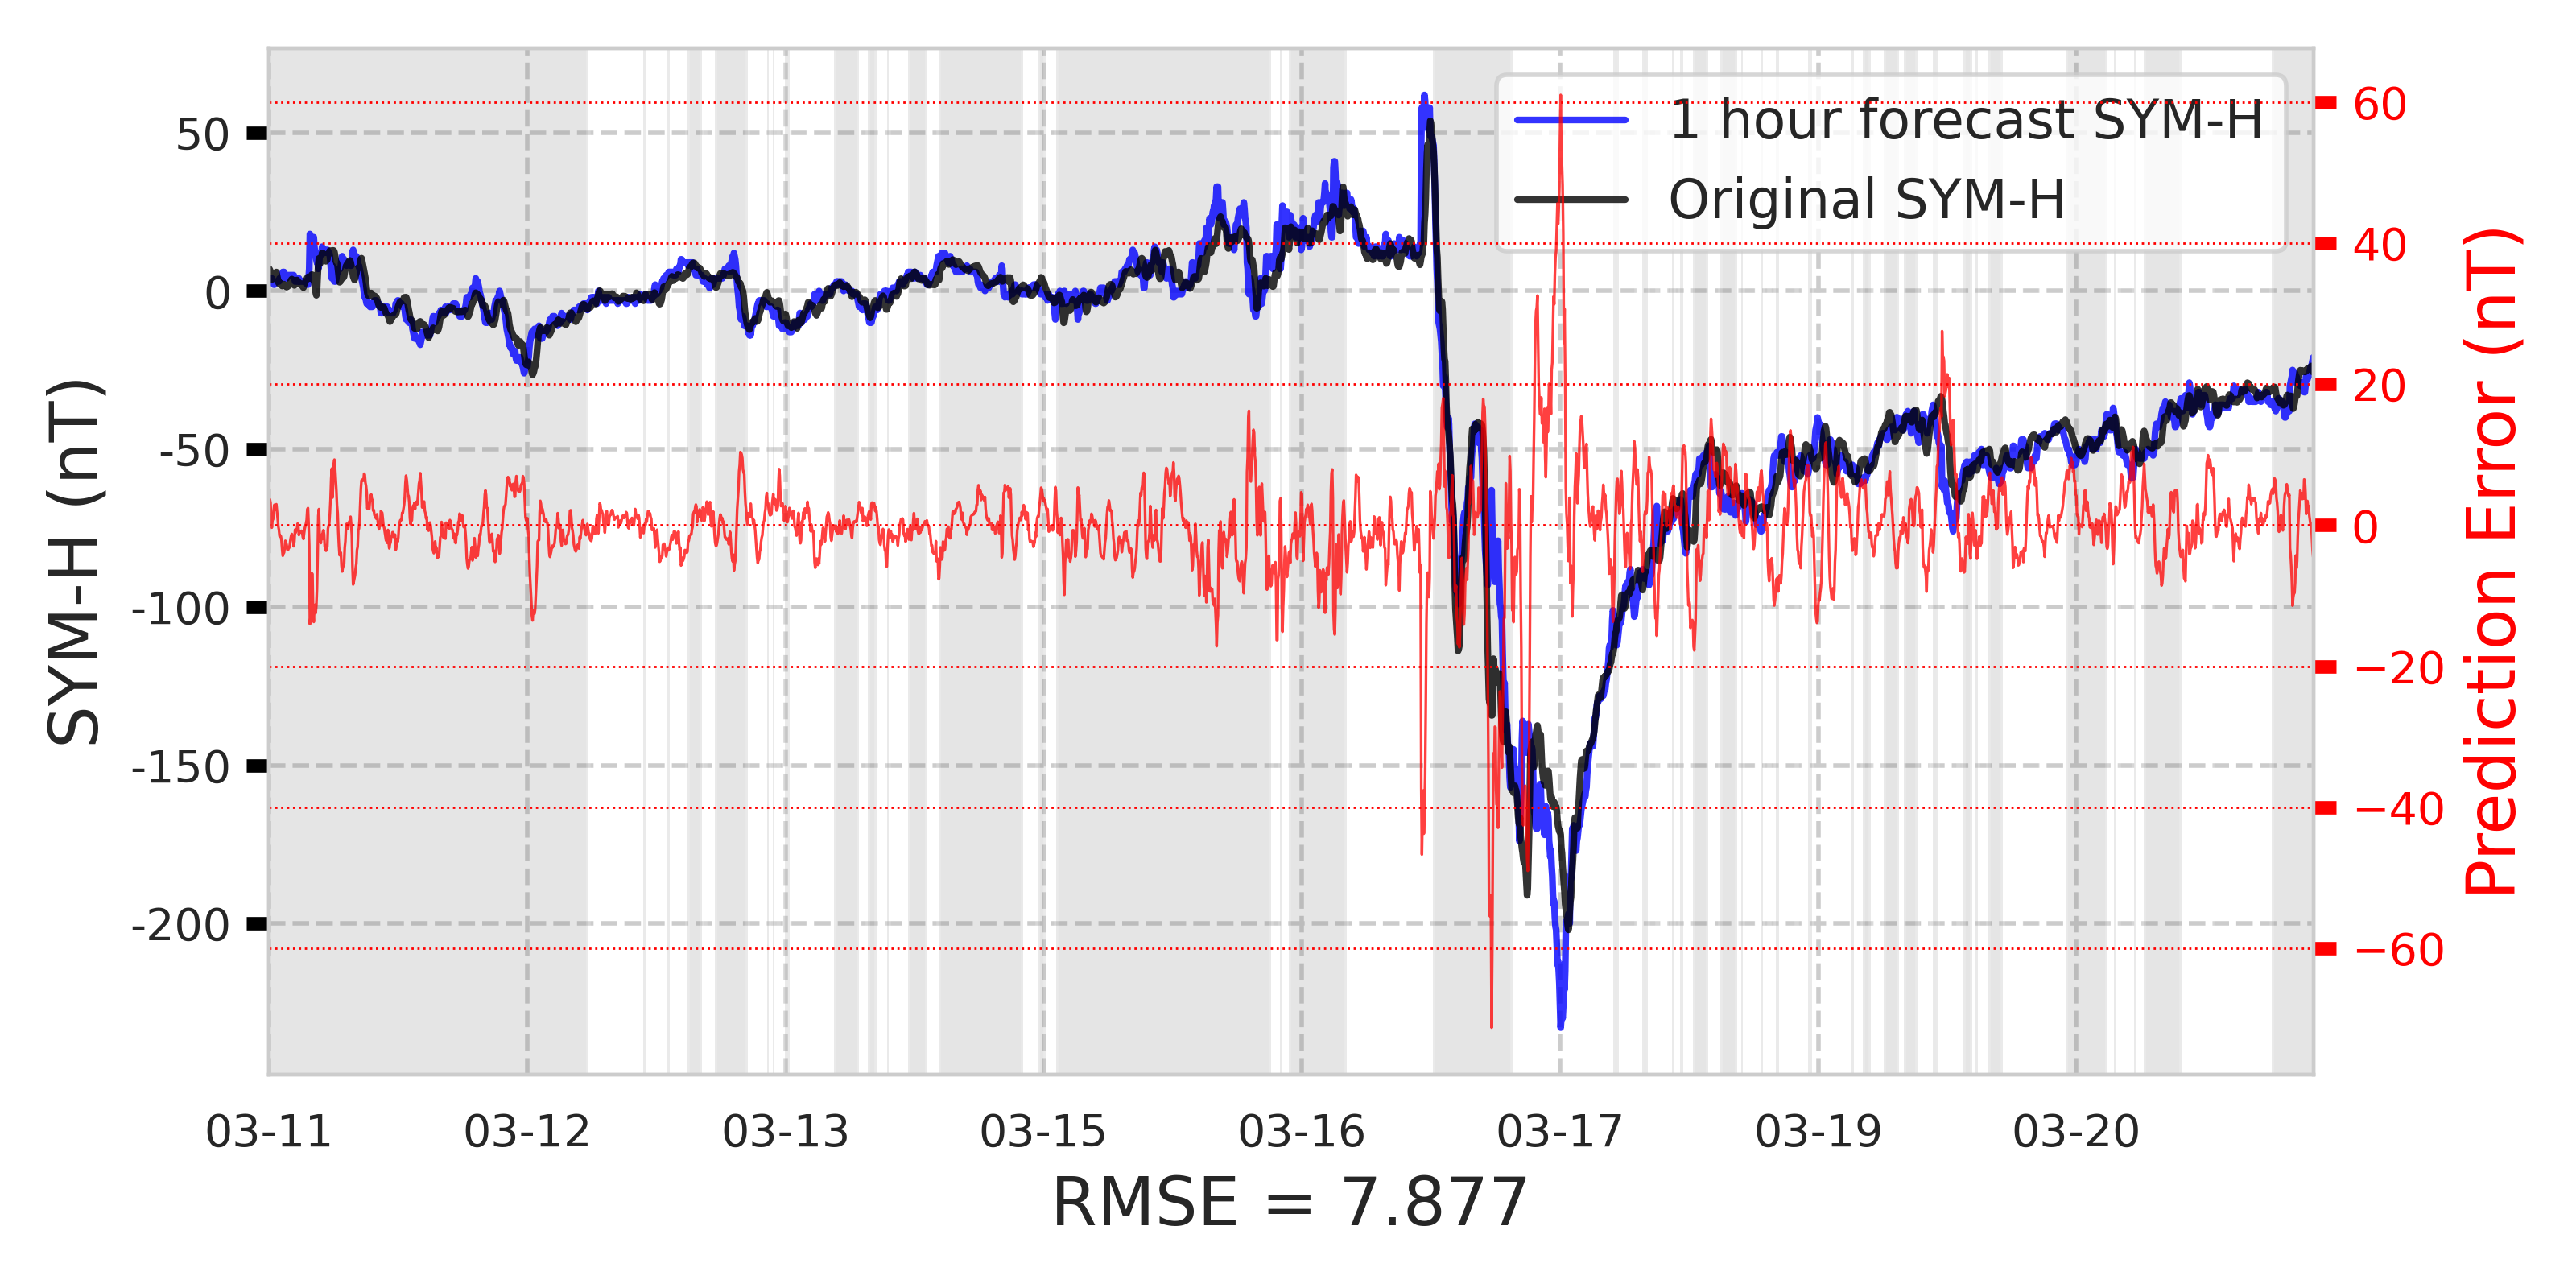 1 hour forecast SYM-H
Original SYM-H
SYM-H (nT)
50
0
-50
-100
-150
-200
Prediction Error (nT)
60
40
20
0
−20
−40
−60
03-11 03-12 03-13 03-15 03-16 03-17 03-19 03-20
RMSE = 7.877